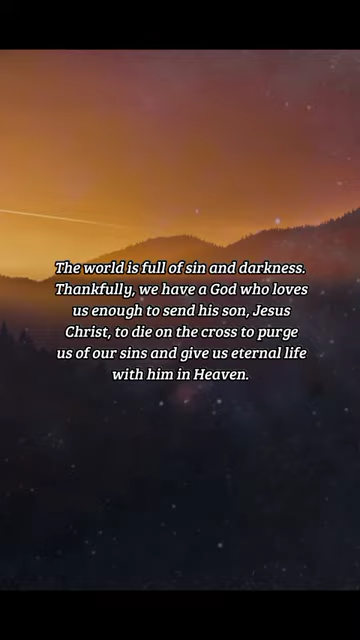 The world is full of sin and darkness.
Thankfully, we have a God who loves
us enough to send his son, Jesus
Christ, to die on the cross to purge
us of our sins and give us eternal life
with him in Heaven.